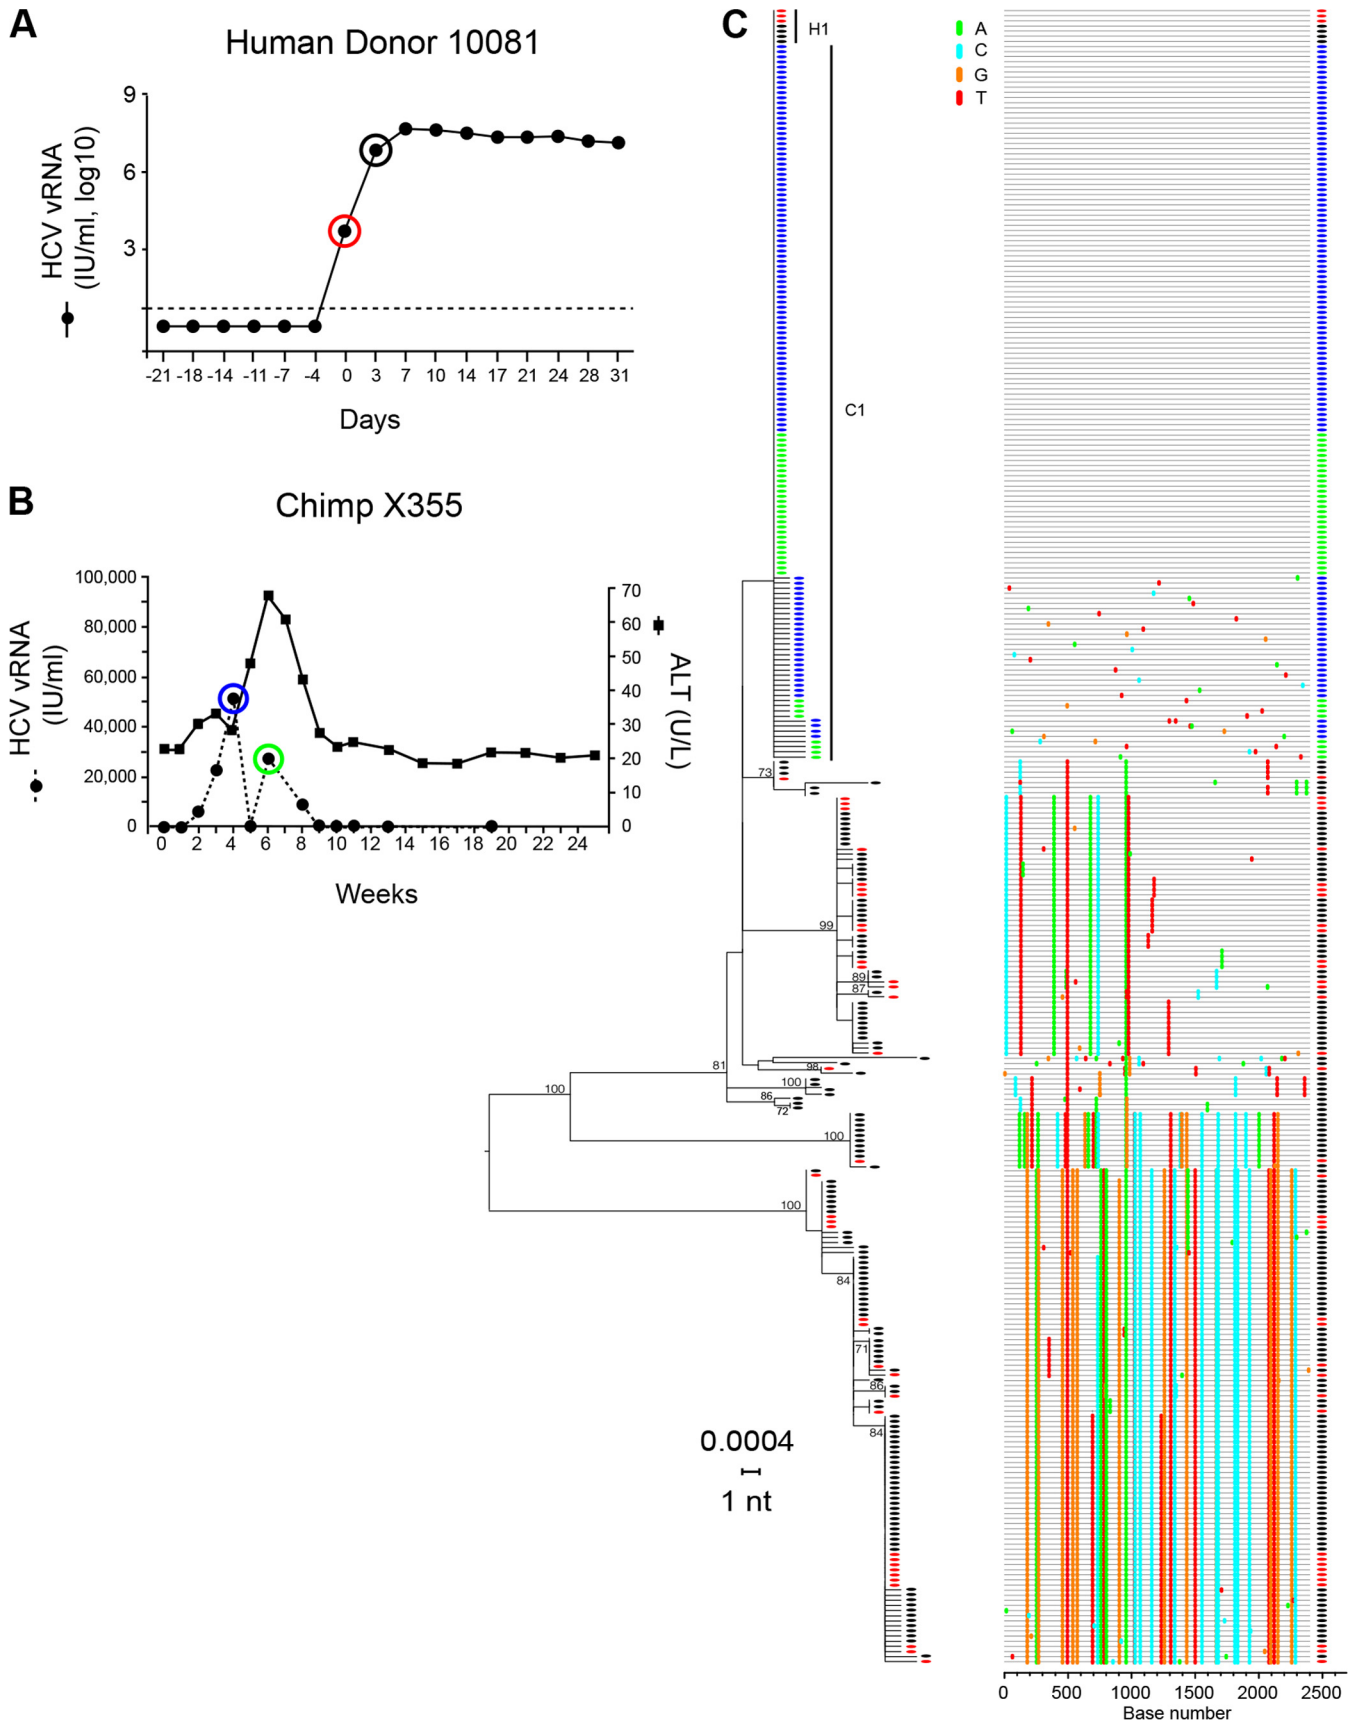 A
Human Donor 10081
HCV vRNA
(IU/ml, log10)
9
6
3
-21 -18 -14 -11 -7 -4 0 3 7 10 14 17 21 24 28 31
Days
B
Chimp X355
HCV vRNA
(IU/ml)
100,000
80,000
60,000
40,000
20,000
0
70
60
50
40
30
20
10
0
ALT (U/L)
0 2 4 6 8 10 12 14 16 18 20 22 24
Weeks
C
H1
C1
A
C
G
T
73
99
89
87
98
81
100
100
86
72
100
100
84
71
86
84
0.0004
1 nt
0 500 1000 1500 2000 2500
Base number